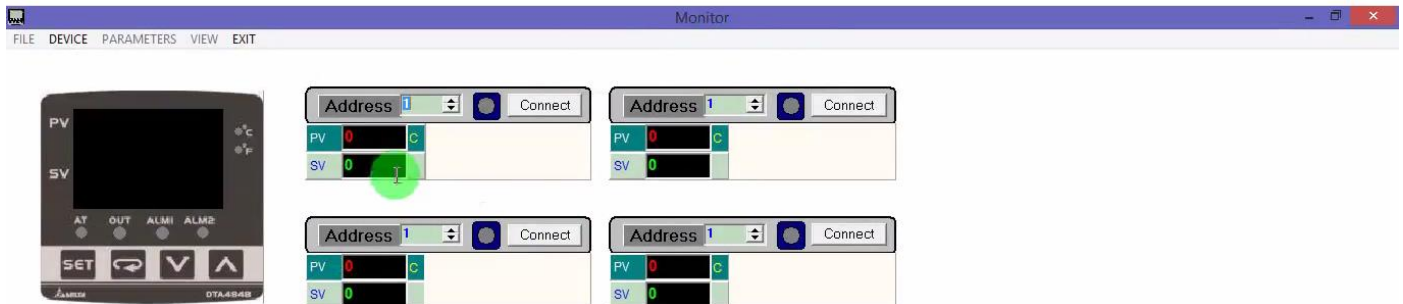 Monitor
FILE DEVICE PARAMETERS VIEW EXIT
PV
°C
°F
SV
AT OUT ALM1 ALM2
SET
DTA4848
Address 1 Connect
PV 0 C
SV 0
Address 1 Connect
PV 0 C
SV 0
Address 1 Connect
PV 0 C
SV 0
Address 1 Connect
PV 0 C
SV 0